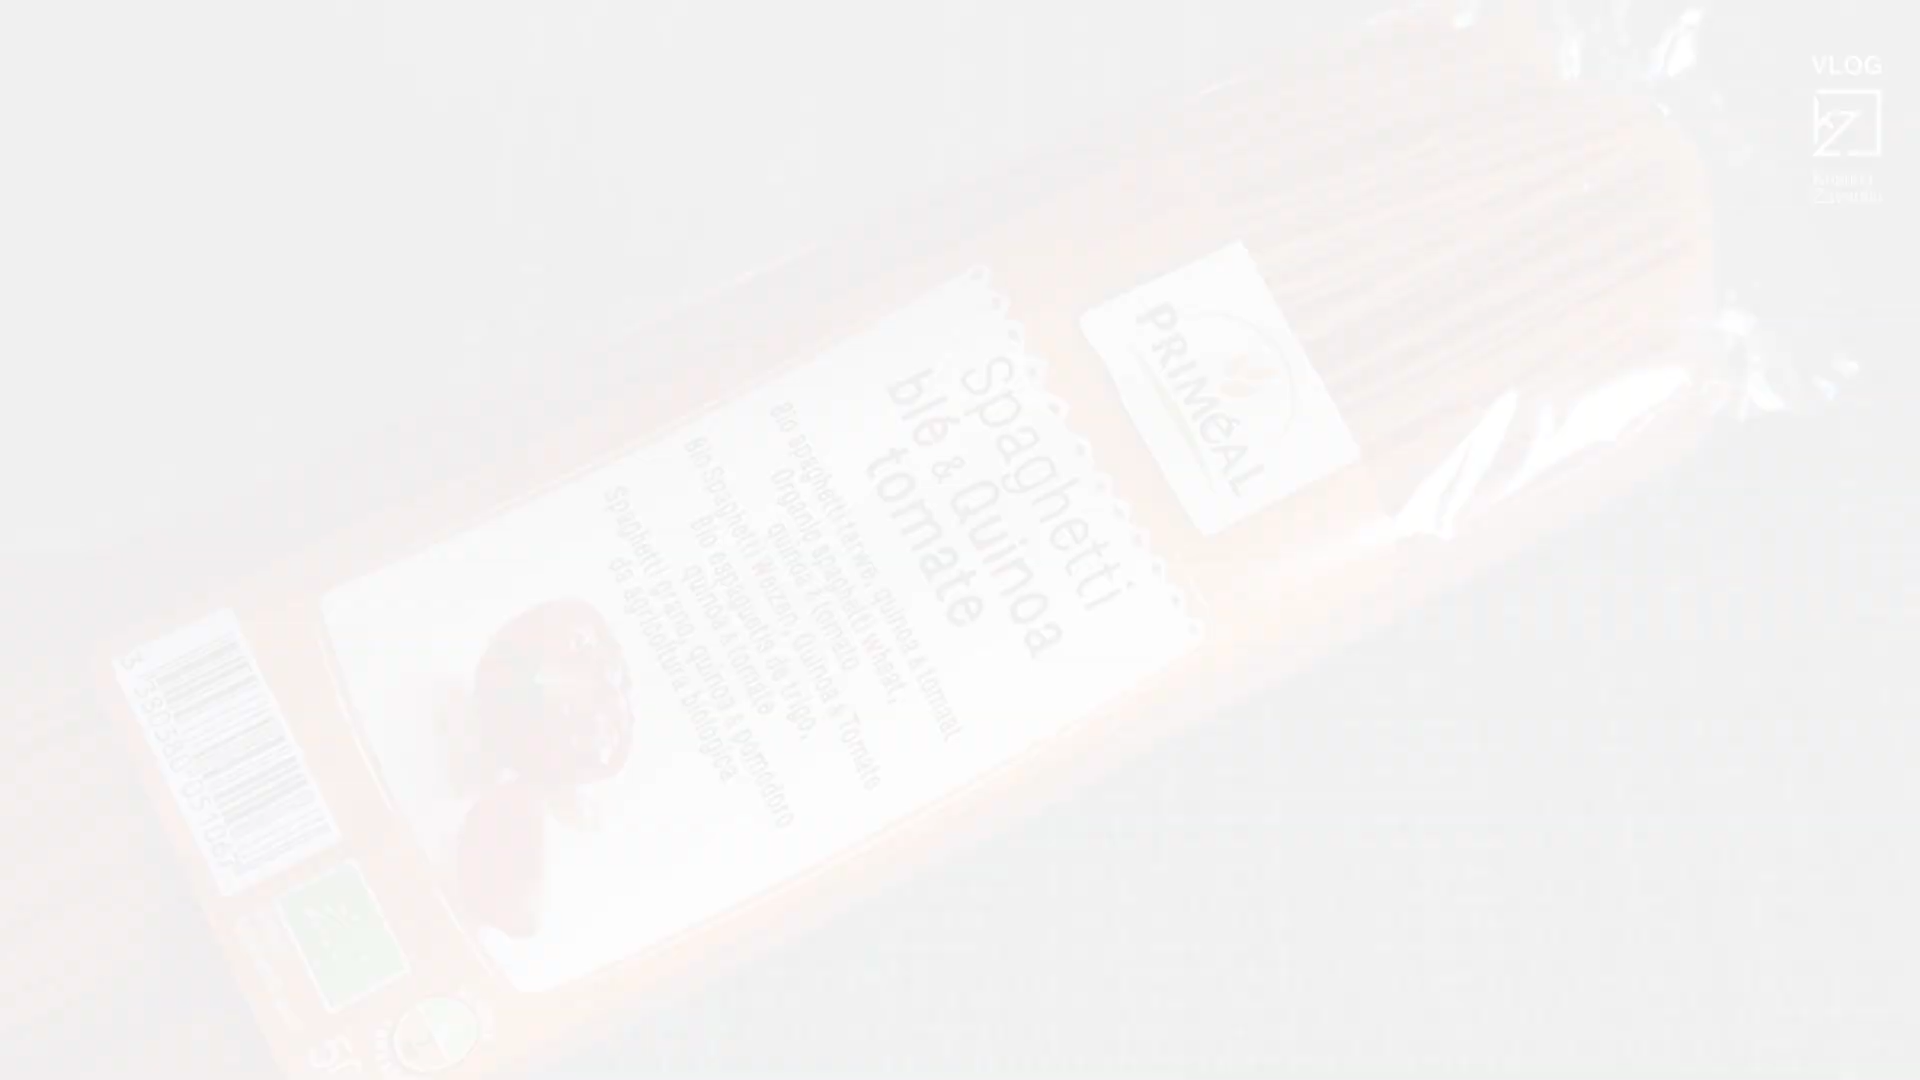 VLOG
KZ
PRIMÉAL
Spaghetti
blé & Quinoa
tomate
Bio spaghetti tarwe, quinoa & tomaat
Organic spaghetti wheat,
quinoa / tomato
Bio-Spaghetti Weizen, Quinoa & Tomate
Bio espaguetis de trigo,
quinoa & tomate
Spaghetti grano, quinoa & pomodoro
da agricoltura biologica